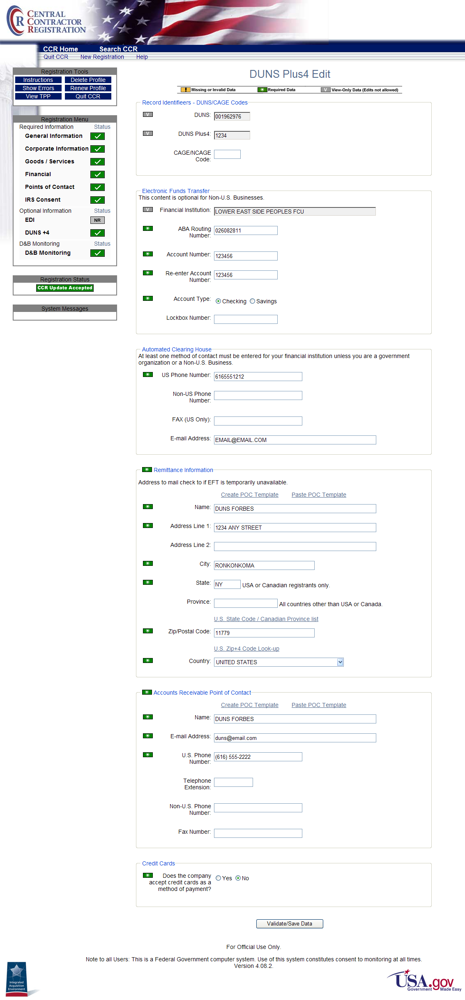 CENTRAL
CONTRACTOR
REGISTRATION
CCR Home Search CCR
Quit CCR New Registration Help
Registration Tools
Instructions Delete Profile
Show Errors Renew Profile
View TPP Quit CCR
Registration Menu
Required Information Status
General Information
Corporate Information
Goods / Services
Financial
Points of Contact
IRS Consent
Optional Information Status
EDI NR
DUNS +4
D&B Monitoring Status
D&B Monitoring
Registration Status
CCR Update Accepted
System Messages
DUNS Plus4 Edit
! Missing or Invalid Data * Required Data V View-Only Data (Edits not allowed)
Record Identifieers - DUNS/CAGE Codes
V DUNS: 001962976
V DUNS Plus4: 1234
CAGE/NCAGE
Code:
Electronic Funds Transfer
This content is optional for Non-U.S. Businesses.
V Financial Institution: LOWER EAST SIDE PEOPLES FCU
* ABA Routing 026082811
Number:
* Account Number: 123456
* Re-enter Account 123456
Number:
* Account Type: Checking Savings
Lockbox Number:
Automated Clearing House
At least one method of contact must be entered for your financial institution unless you are a government
organization or a Non-U.S. Business.
* US Phone Number: 6165551212
Non-US Phone
Number:
FAX (US Only):
E-mail Address: EMAIL@EMAIL.COM
* Remittance Information
Address to mail check to if EFT is temporarily unavailable.
Create POC Template Paste POC Template
* Name: DUNS FORBES
* Address Line 1: 1234 ANY STREET
Address Line 2:
* City: RONKONKOMA
* State: NY USA or Canadian registrants only.
Province: All countries other than USA or Canada.
U.S. State Code / Canadian Province list
* Zip/Postal Code: 11779
U.S. Zip+4 Code Look-up
* Country: UNITED STATES
* Accounts Receivable Point of Contact
Create POC Template Paste POC Template
* Name: DUNS FORBES
* E-mail Address: duns@email.com
* U.S. Phone (616) 555-2222
Number:
Telephone
Extension:
Non-U.S. Phone
Number:
Fax Number:
Credit Cards
* Does the company Yes No
accept credit cards as a
method of payment?
Validate/Save Data
For Official Use Only.
Note to all Users: This is a Federal Government computer system. Use of this system constitutes consent to monitoring at all times.
Version 4.08.2.
Integrated
Acquisition
Environment
USA.gov
Government Made Easy